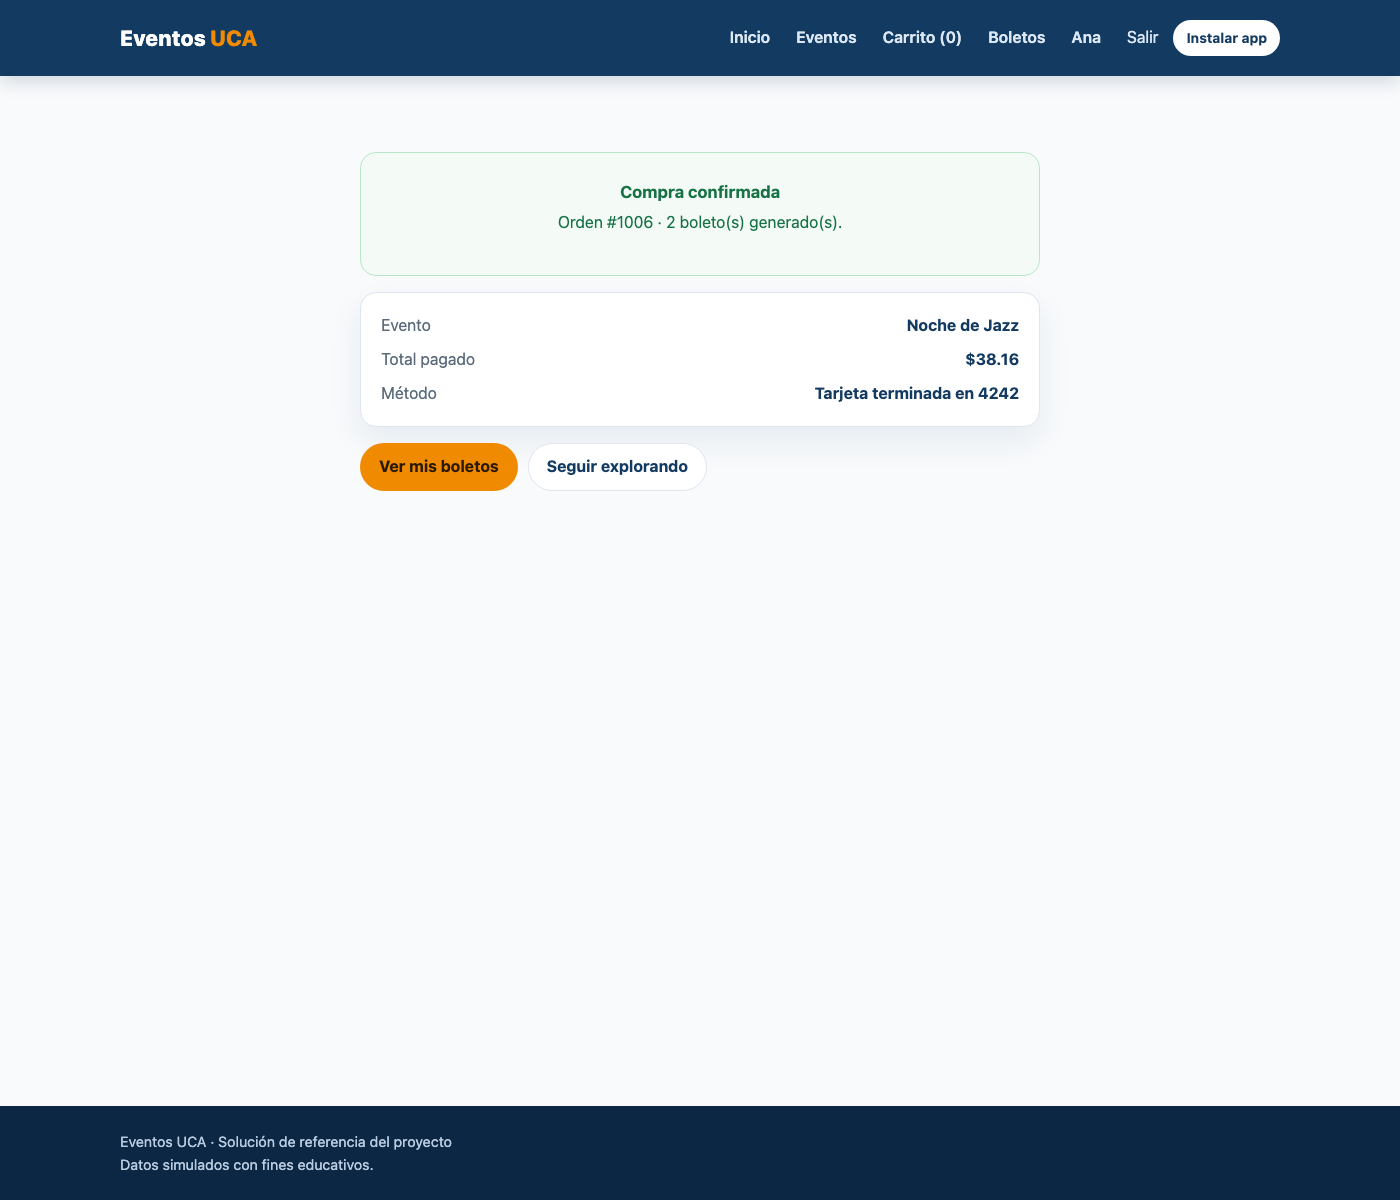 Eventos UCA
Inicio Eventos Carrito (0) Boletos Ana Salir Instalar app
Compra confirmada
Orden #1006 · 2 boleto(s) generado(s).
Evento Noche de Jazz
Total pagado $38.16
Método Tarjeta terminada en 4242
Ver mis boletos Seguir explorando
Eventos UCA · Solución de referencia del proyecto
Datos simulados con fines educativos.